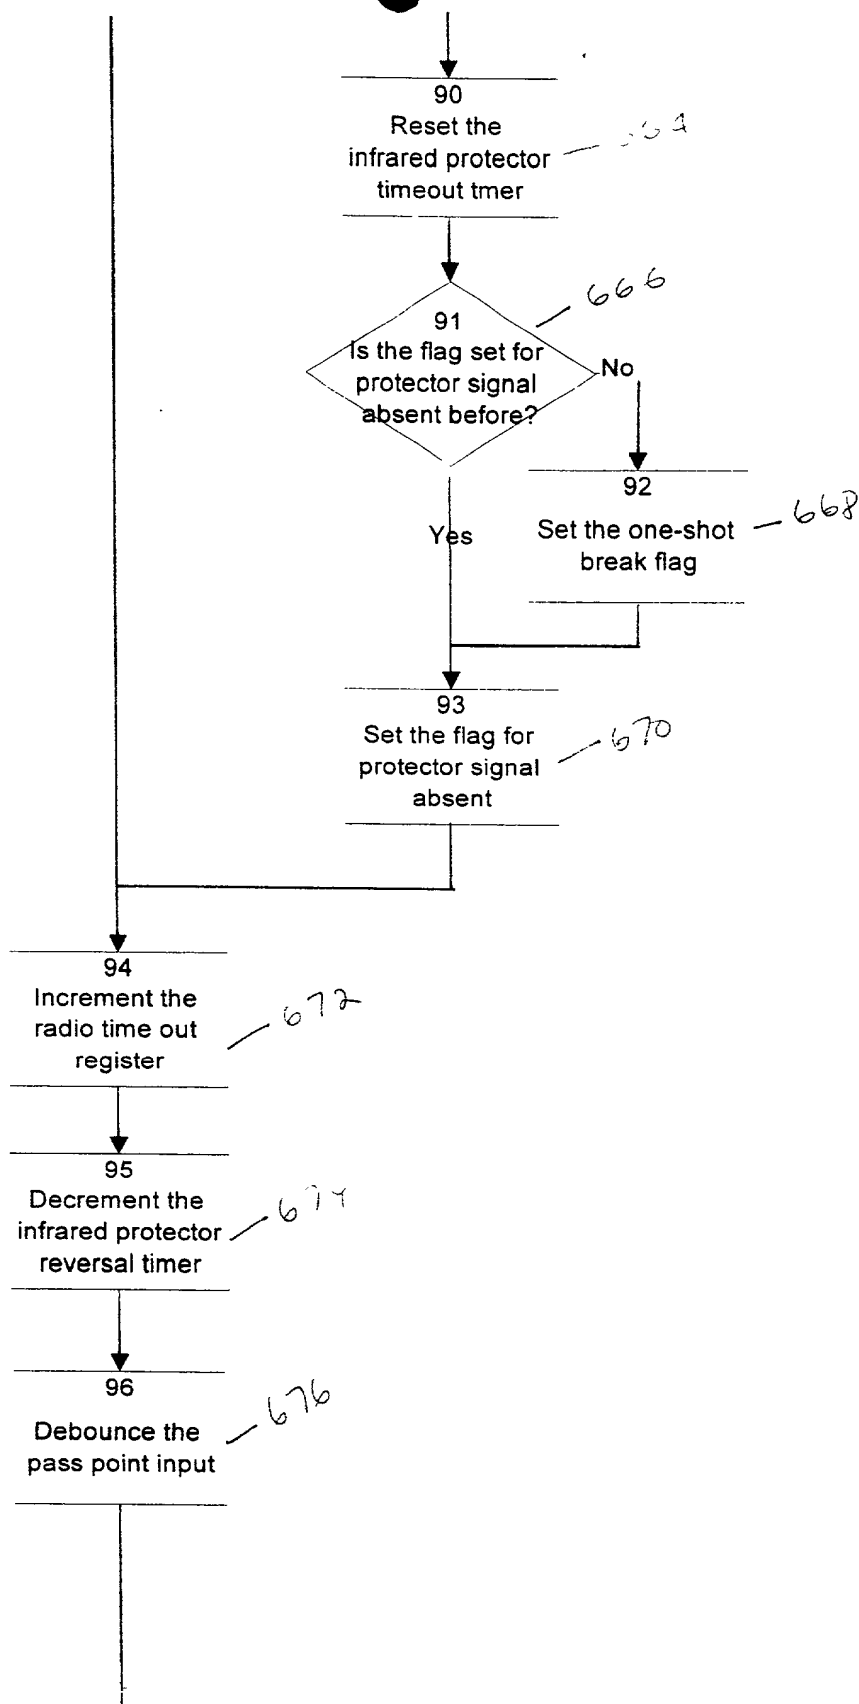 90
Reset the
infrared protector
timeout tmer
91
Is the flag set for
protector signal
absent before?
666
No
Yes
92
Set the one-shot
break flag
668
93
Set the flag for
protector signal
absent
670
94
Increment the
radio time out
register
672
95
Decrement the
infrared protector
reversal timer
674
96
Debounce the
pass point input
676